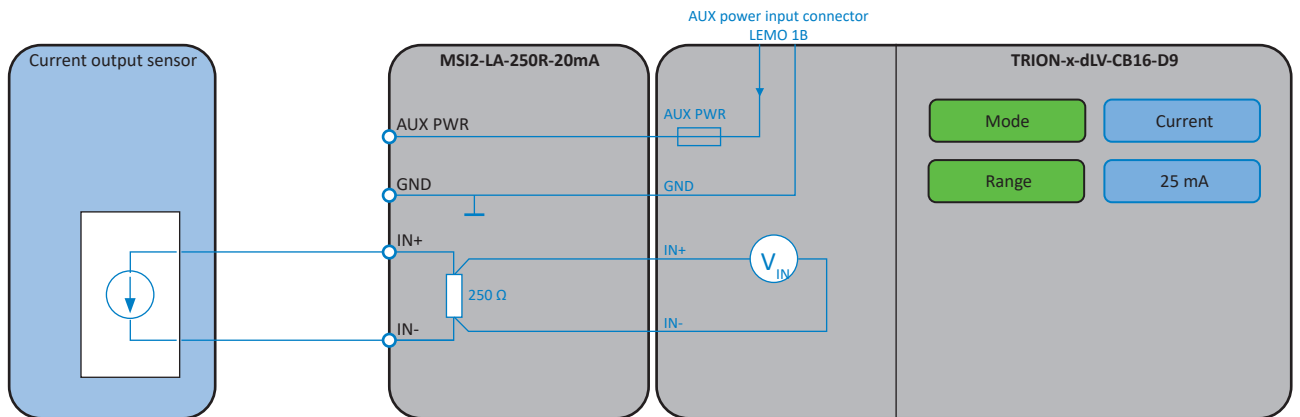 AUX power input connector
LEMO 1B
Current output sensor
MSI2-LA-250R-20mA
TRION-x-dLV-CB16-D9
AUX PWR
AUX PWR
Mode
Current
GND
GND
Range
25 mA
IN+
IN+
V IN
250 Ω
IN-
IN-